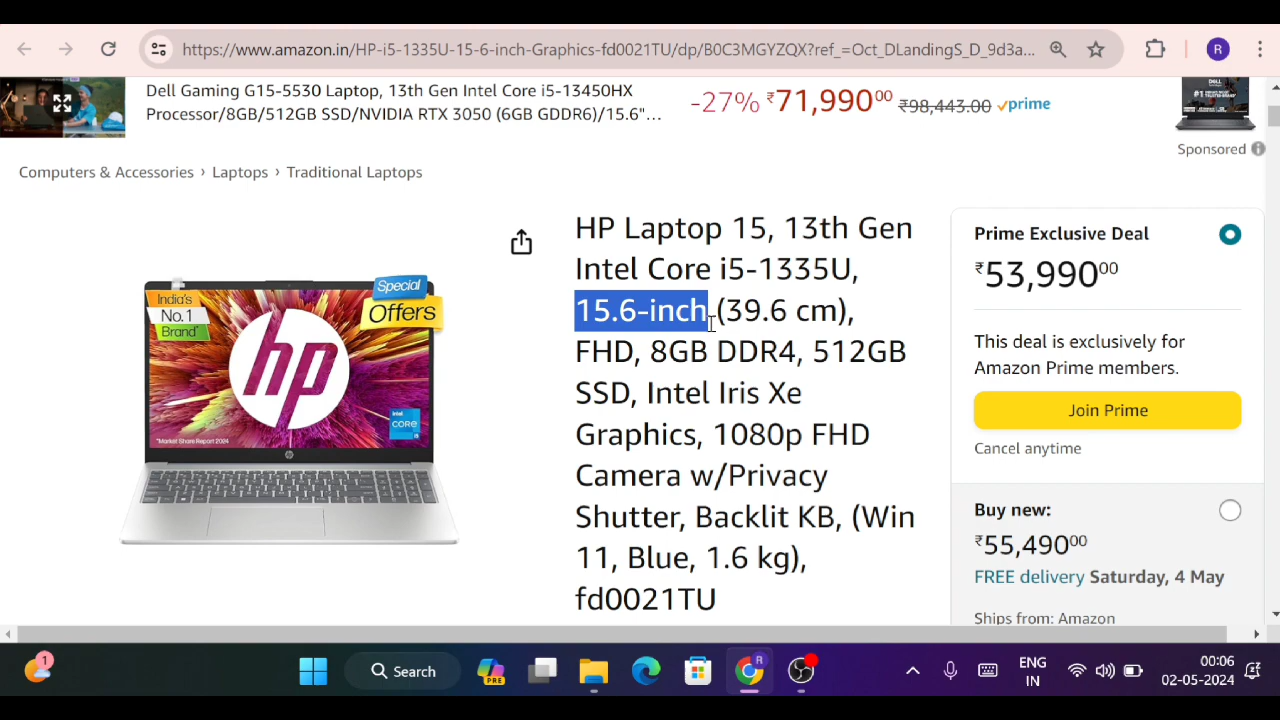 https://www.amazon.in/HP-i5-1335U-15-6-inch-Graphics-fd0021TU/dp/B0C3MGYZQX?ref_=Oct_DLandingS_D_9d3a...
R
Dell Gaming G15-5530 Laptop, 13th Gen Intel Core i5-13450HX
Processor/8GB/512GB SSD/NVIDIA RTX 3050 (6GB GDDR6)/15.6"...
-27% ₹71,990⁰⁰ ₹98,443.00 prime
Sponsored
Computers & Accessories › Laptops › Traditional Laptops
HP Laptop 15, 13th Gen
Intel Core i5-1335U,
15.6-inch (39.6 cm),
FHD, 8GB DDR4, 512GB
SSD, Intel Iris Xe
Graphics, 1080p FHD
Camera w/Privacy
Shutter, Backlit KB, (Win
11, Blue, 1.6 kg),
fd0021TU
India's
No.1
Brand*
Special
Offers
hp
intel
CORE
i5
*Market Share Report 2024
Prime Exclusive Deal
₹53,990⁰⁰
This deal is exclusively for
Amazon Prime members.
Join Prime
Cancel anytime
Buy new:
₹55,490⁰⁰
FREE delivery Saturday, 4 May
Ships from: Amazon
1
Search
PRE
R
ENG
IN
00:06
02-05-2024